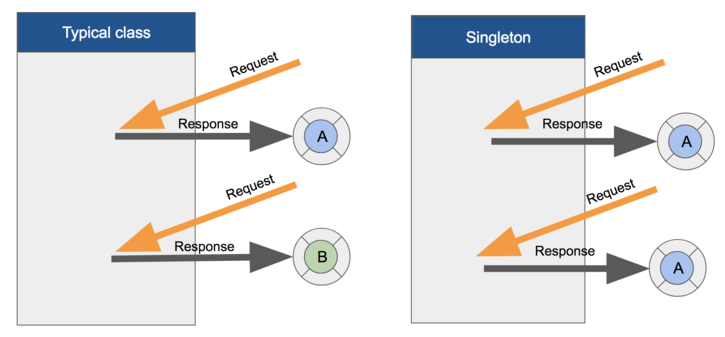 Typical class
Request
Response
A
Request
Response
B
Singleton
Request
Response
A
Request
Response
A